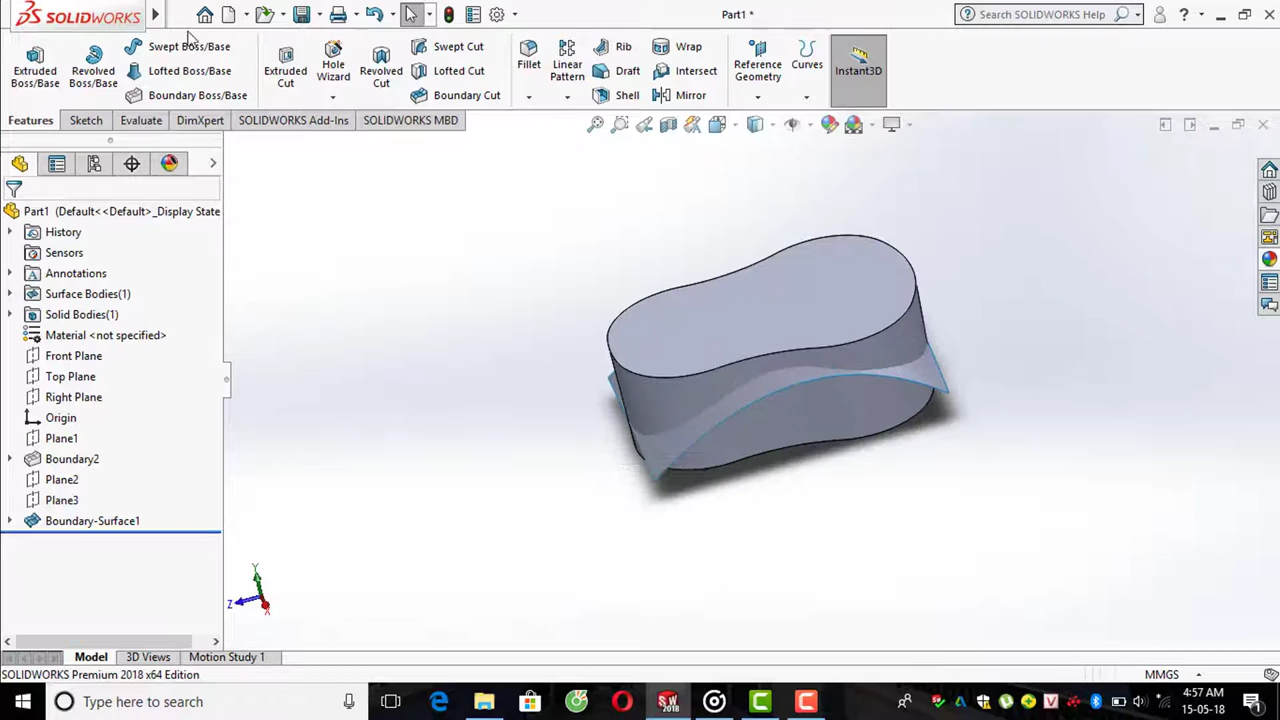 SOLIDWORKS
Part1 *
Search SOLIDWORKS Help
?
Extruded Boss/Base
Revolved Boss/Base
Swept Boss/Base
Lofted Boss/Base
Boundary Boss/Base
Extruded Cut
Hole Wizard
Revolved Cut
Swept Cut
Lofted Cut
Boundary Cut
Fillet
Linear Pattern
Rib
Draft
Shell
Wrap
Intersect
Mirror
Reference Geometry
Curves
Instant3D
Features
Sketch
Evaluate
DimXpert
SOLIDWORKS Add-Ins
SOLIDWORKS MBD
Part1 (Default<<Default>_Display State
History
Sensors
Annotations
Surface Bodies(1)
Solid Bodies(1)
Material <not specified>
Front Plane
Top Plane
Right Plane
Origin
Plane1
Boundary2
Plane2
Plane3
Boundary-Surface1
Y
Z
X
Model
3D Views
Motion Study 1
SOLIDWORKS Premium 2018 x64 Edition
MMGS
Type here to search
SW 2018
4:57 AM
15-05-18